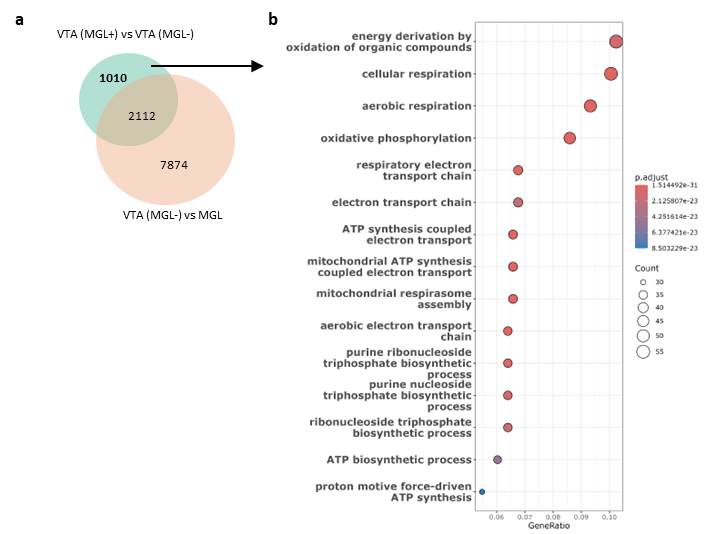 a
VTA (MGL+) vs VTA (MGL-)
1010
2112
7874
VTA (MGL-) vs MGL
b
energy derivation by
oxidation of organic compounds
cellular respiration
aerobic respiration
oxidative phosphorylation
respiratory electron
transport chain
electron transport chain
ATP synthesis coupled
electron transport
mitochondrial ATP synthesis
coupled electron transport
mitochondrial respirasome
assembly
aerobic electron transport
chain
purine ribonucleoside
triphosphate biosynthetic
process
purine nucleoside
triphosphate biosynthetic
process
ribonucleoside triphosphate
biosynthetic process
ATP biosynthetic process
proton motive force-driven
ATP synthesis
0.06 0.07 0.08 0.09 0.10
GeneRatio
p.adjust
1.514492e-31
2.125807e-23
4.251614e-23
6.377421e-23
8.503229e-23
Count
30
35
40
45
50
55